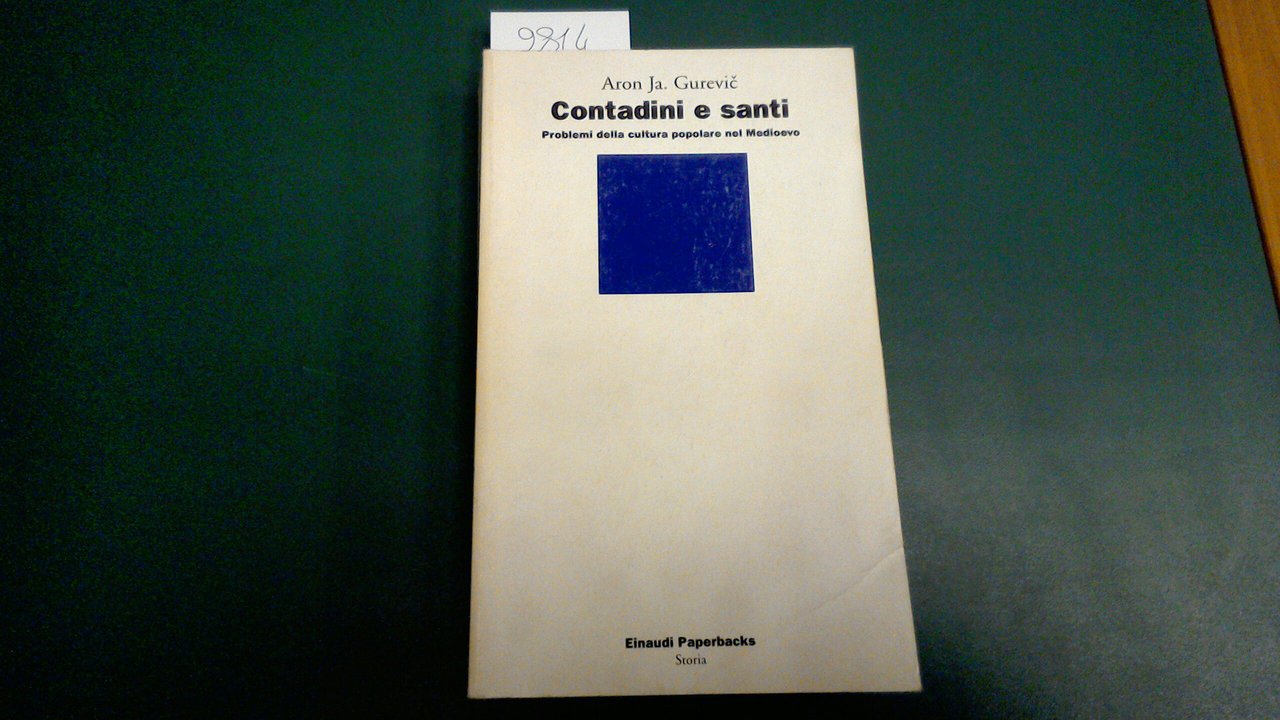 9814
Aron Ja. Gurevič
Contadini e santi
Problemi della cultura popolare nel Medioevo
Einaudi Paperbacks
Storia